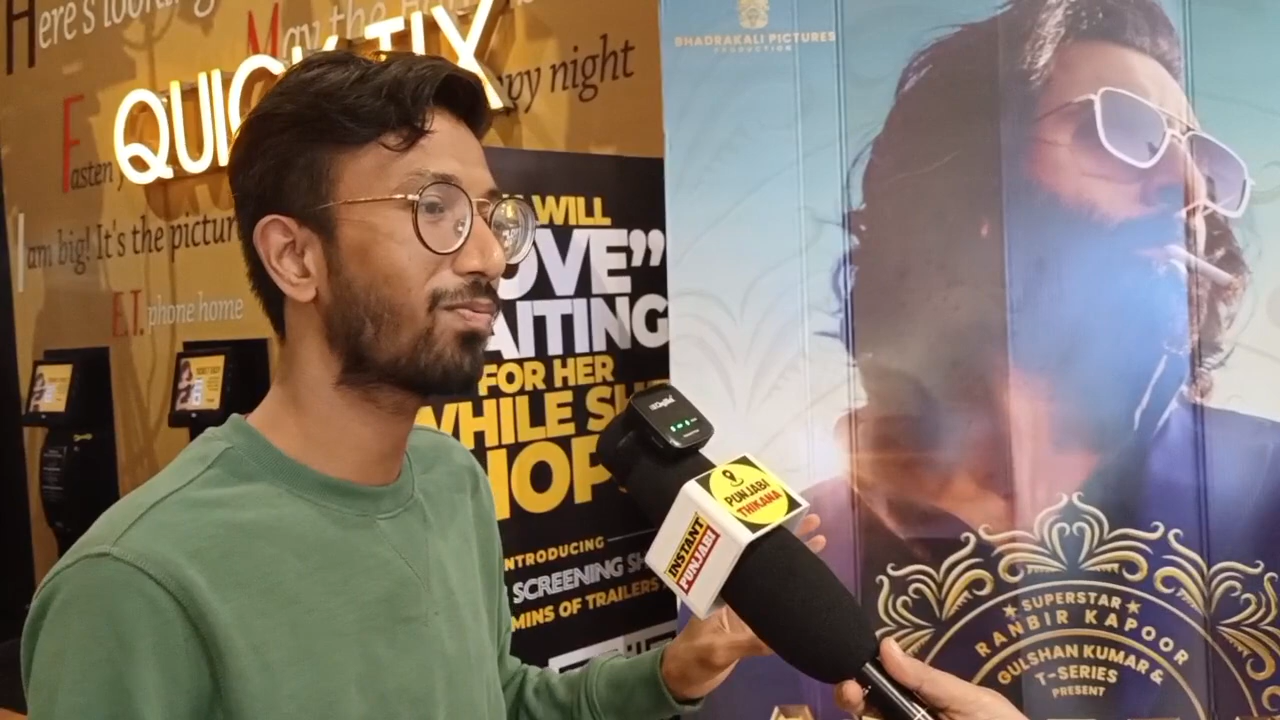 Here's looking
May the
QUICK TIX
py night
Fasten
I am big! It's the pictur
E.T. phone home
WILL
OVE”
AITING
FOR HER
WHILE SH
HOP
INTRODUCING
SCREENING SH
MINS OF TRAILERS
PUNJABI
THIKANA
INSTANT
PUNJABI
BHADRAKALI PICTURES
PRODUCTION
SUPERSTAR
RANBIR KAPOOR
GULSHAN KUMAR &
T-SERIES
PRESENT